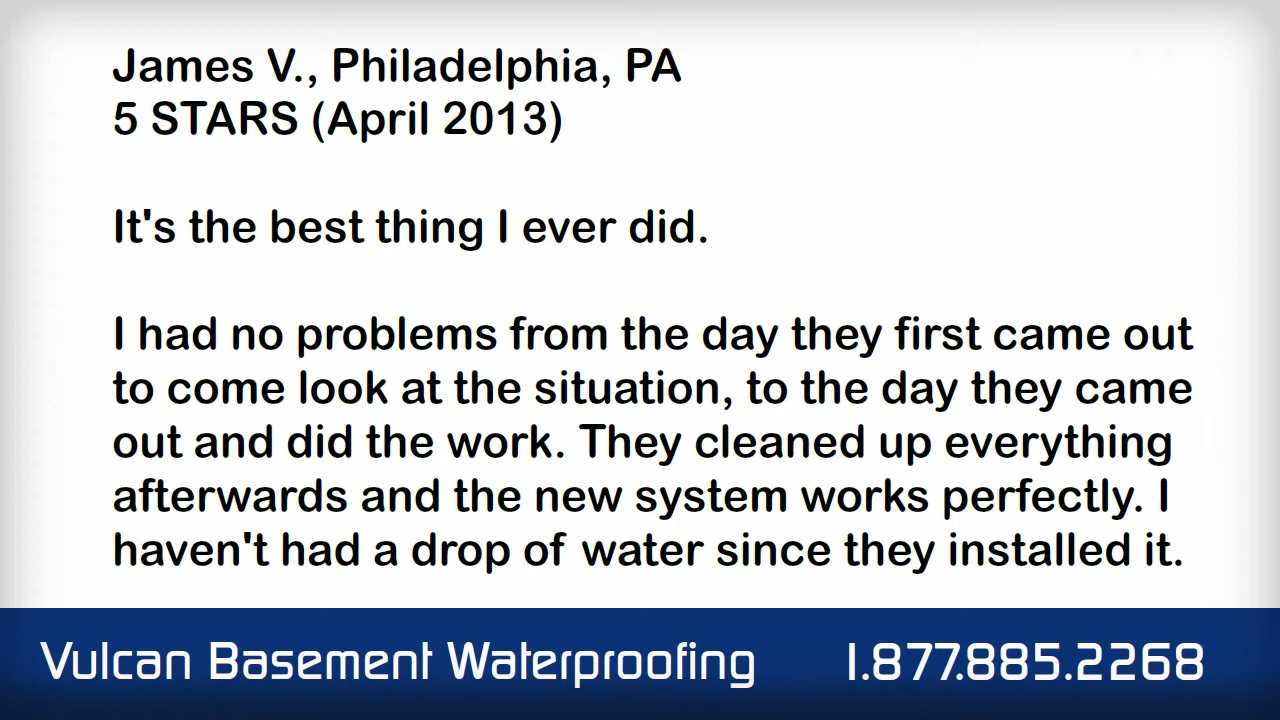 James V., Philadelphia, PA
5 STARS (April 2013)
It's the best thing I ever did.
I had no problems from the day they first came out
to come look at the situation, to the day they came
out and did the work. They cleaned up everything
afterwards and the new system works perfectly. I
haven't had a drop of water since they installed it.
Vulcan Basement Waterproofing 1.877.885.2268